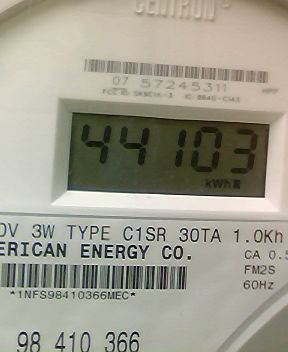 CENTRON®
07 57245311
44103
kWh
0V 3W TYPE C1SR 30TA 1.0Kh
ERICAN ENERGY CO.
CA 0.5
FM2S
*1NFS98410366MEC*
60Hz
98 410 366